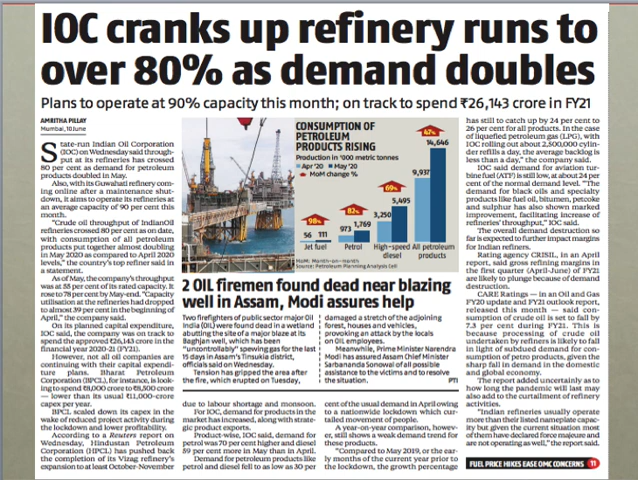 IOC cranks up refinery runs to
over 80% as demand doubles
Plans to operate at 90% capacity this month; on track to spend ₹26,143 crore in FY21
AMRITHA PILLAY
Mumbai, 10 June
State-run Indian Oil Corporation
(IOC) on Wednesday said through-
put at its refineries has crossed
80 per cent as demand for petroleum
products doubled in May.
Also, with its Guwahati refinery com-
ing online after a maintenance shut-
down, it aims to operate its refineries at
an average capacity of 90 per cent this
month.
“Crude oil throughput of IndianOil
refineries crossed 80 per cent as on date,
with consumption of all petroleum
products put together almost doubling
in May 2020 as compared to April 2020
levels,” the country's top refiner said in
a statement.
As of May, the company's throughput
was at 55 per cent of its rated capacity. It
rose to 78 per cent by May-end. “Capacity
utilisation at the refineries had dropped
to almost 39 per cent in the beginning of
April,” the company said.
On its planned capital expenditure,
IOC said, the company was on track to
spend the approved ₹26,143 crore in the
financial year 2020-21 (FY21).
However, not all oil companies are
continuing with their capital expendi-
ture plans. Bharat Petroleum
Corporation (BPCL), for instance, is look-
ing to spend ₹8,000 crore to ₹8,500 crore
— lower than its usual ₹11,000-crore
capex per year.
BPCL scaled down its capex in the
wake of reduced project activity during
the lockdown and lower profitability.
According to a Reuters report on
Wednesday, Hindustan Petroleum
Corporation (HPCL) has pushed back
the completion of its Vizag refinery's
expansion to at least October-November
CONSUMPTION OF
PETROLEUM
PRODUCTS RISING
Production in '000 metric tonnes
Apr '20 May '20
MoM change %
98%
56 111
Jet fuel
82%
973 1,769
Petrol
69%
3,250 5,495
High-speed
diesel
47%
9,937 14,646
All petroleum
products
MoM: Month-on-month
Source: Petroleum Planning Analysis Cell
2 OIL firemen found dead near blazing
well in Assam, Modi assures help
Two firefighters of public sector major Oil
India (OIL) were found dead in a wetland
abutting the site of a major blaze at its
Baghjan well, which has been
“uncontrollably” spewing gas for the last
15 days in Assam's Tinsukia district,
officials said on Wednesday.
Tension has gripped the area after
the fire, which erupted on Tuesday,
damaged a stretch of the adjoining
forest, houses and vehicles,
provoking an attack by the locals
on OIL employees.
Meanwhile, Prime Minister Narendra
Modi has assured Assam Chief Minister
Sarbananda Sonowal of all possible
assistance to the victims and to resolve
the situation. PTI
due to labour shortage and monsoon.
For IOC, demand for products in the
market has increased, along with strate-
gic product exports.
Product-wise, IOC said, demand for
petrol was 70 per cent higher and diesel
59 per cent more in May than in April.
Demand for petroleum products like
petrol and diesel fell to as low as 30 per
cent of the usual demand in April owing
to a nationwide lockdown which cur-
tailed movement of people.
A year-on-year comparison, howev-
er, still shows a weak demand trend for
these products.
“Compared to May 2019, or the ear-
ly months of the current year prior to
the lockdown, the growth percentage
has still to catch up by 24 per cent to
26 per cent for all products. In the case
of liquefied petroleum gas (LPG), with
IOC rolling out about 2,500,000 cylin-
der refills a day, the average backlog is
less than a day,” the company said.
IOC said demand for aviation tur-
bine fuel (ATF) is still low, at about 24 per
cent of the normal demand level. “The
demand for black oils and specialty
products like fuel oil, bitumen, petcoke
and sulphur has also shown marked
improvement, facilitating increase of
refineries' throughput,” IOC said.
The overall demand destruction so
far is expected to further impact margins
for Indian refiners.
Rating agency CRISIL, in an April
report, said gross refining margins in
the first quarter (April-June) of FY21
are likely to plunge because of demand
destruction.
CARE Ratings — in an Oil and Gas
FY20 update and FY21 outlook report,
released this month — said con-
sumption of crude oil is set to fall by
7.3 per cent during FY21. This is
because processing of crude oil
undertaken by refiners is likely to fall
in light of subdued demand for con-
sumption of petro products, given the
sharp fall in demand in the domestic
and global economy.
The report added uncertainty as to
how long the pandemic will last may
also add to the curtailment of refinery
activities.
“Indian refineries usually operate
more than their listed nameplate capac-
ity but given the current situation most
of them have declared force majeure and
are not operating as well,” the report said.
FUEL PRICE HIKES EASE OMC CONCERNS 11